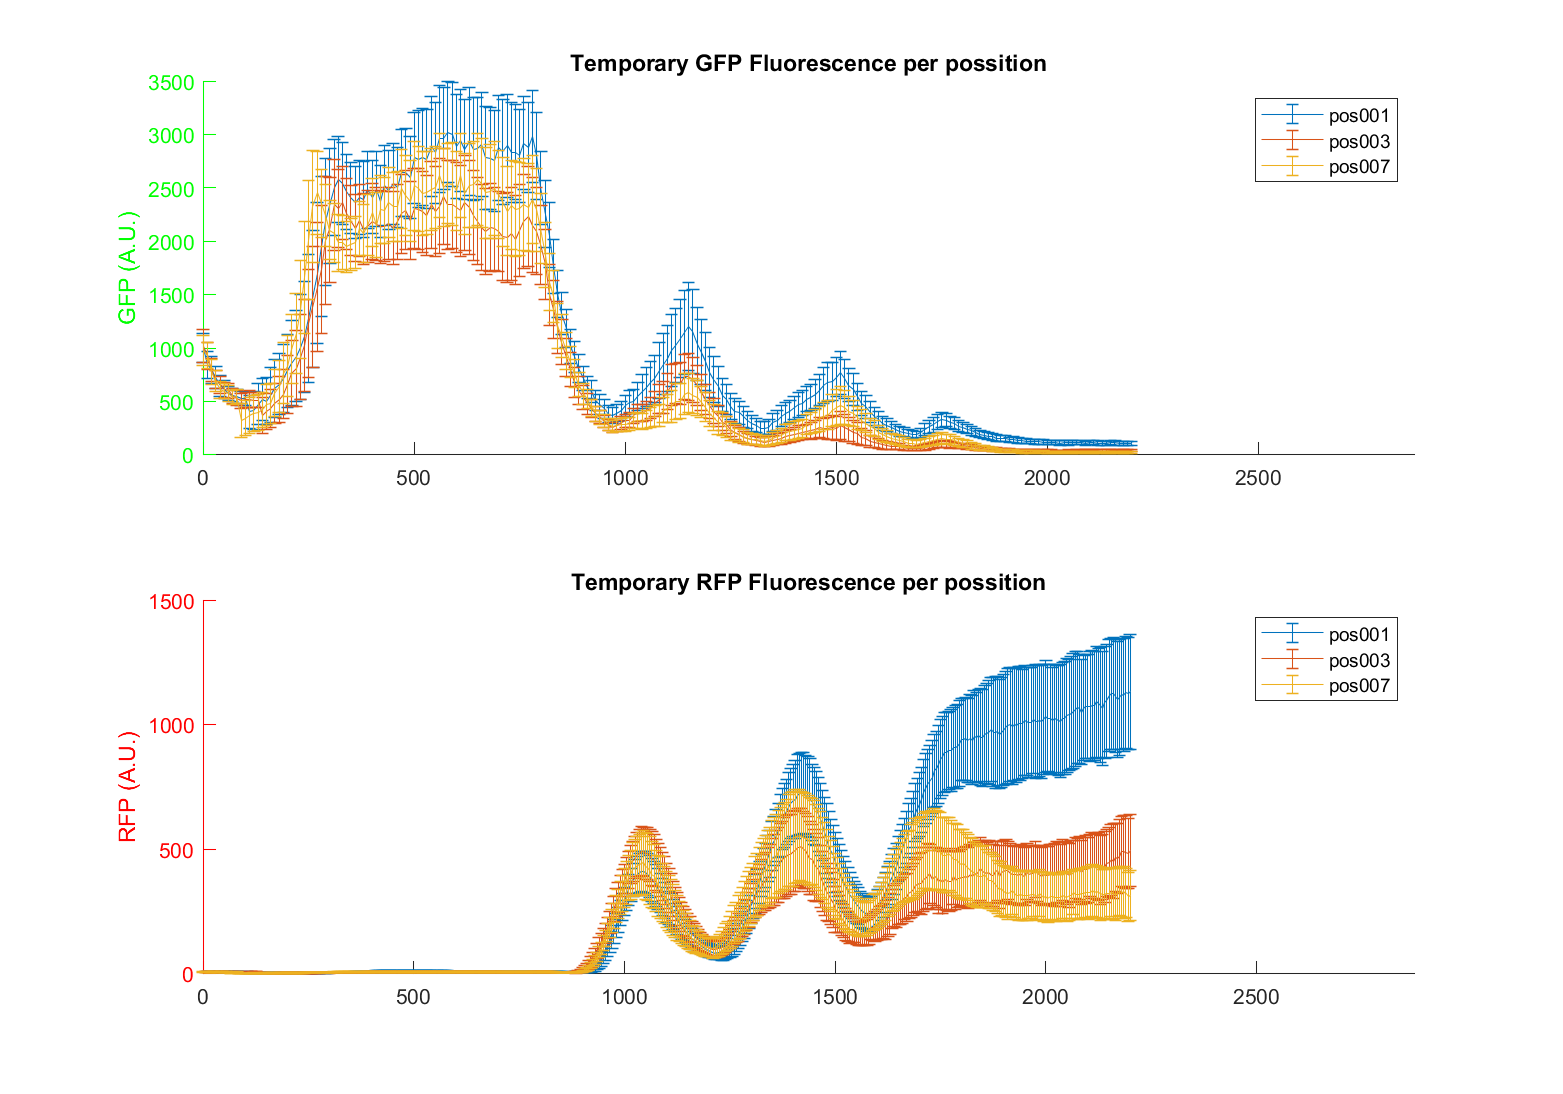 Temporary GFP Fluorescence per possition
3500
3000
2500
2000
1500
1000
500
0
GFP (A.U.)
pos001
pos003
pos007
0 500 1000 1500 2000 2500
Temporary RFP Fluorescence per possition
1500
1000
500
0
RFP (A.U.)
pos001
pos003
pos007
0 500 1000 1500 2000 2500